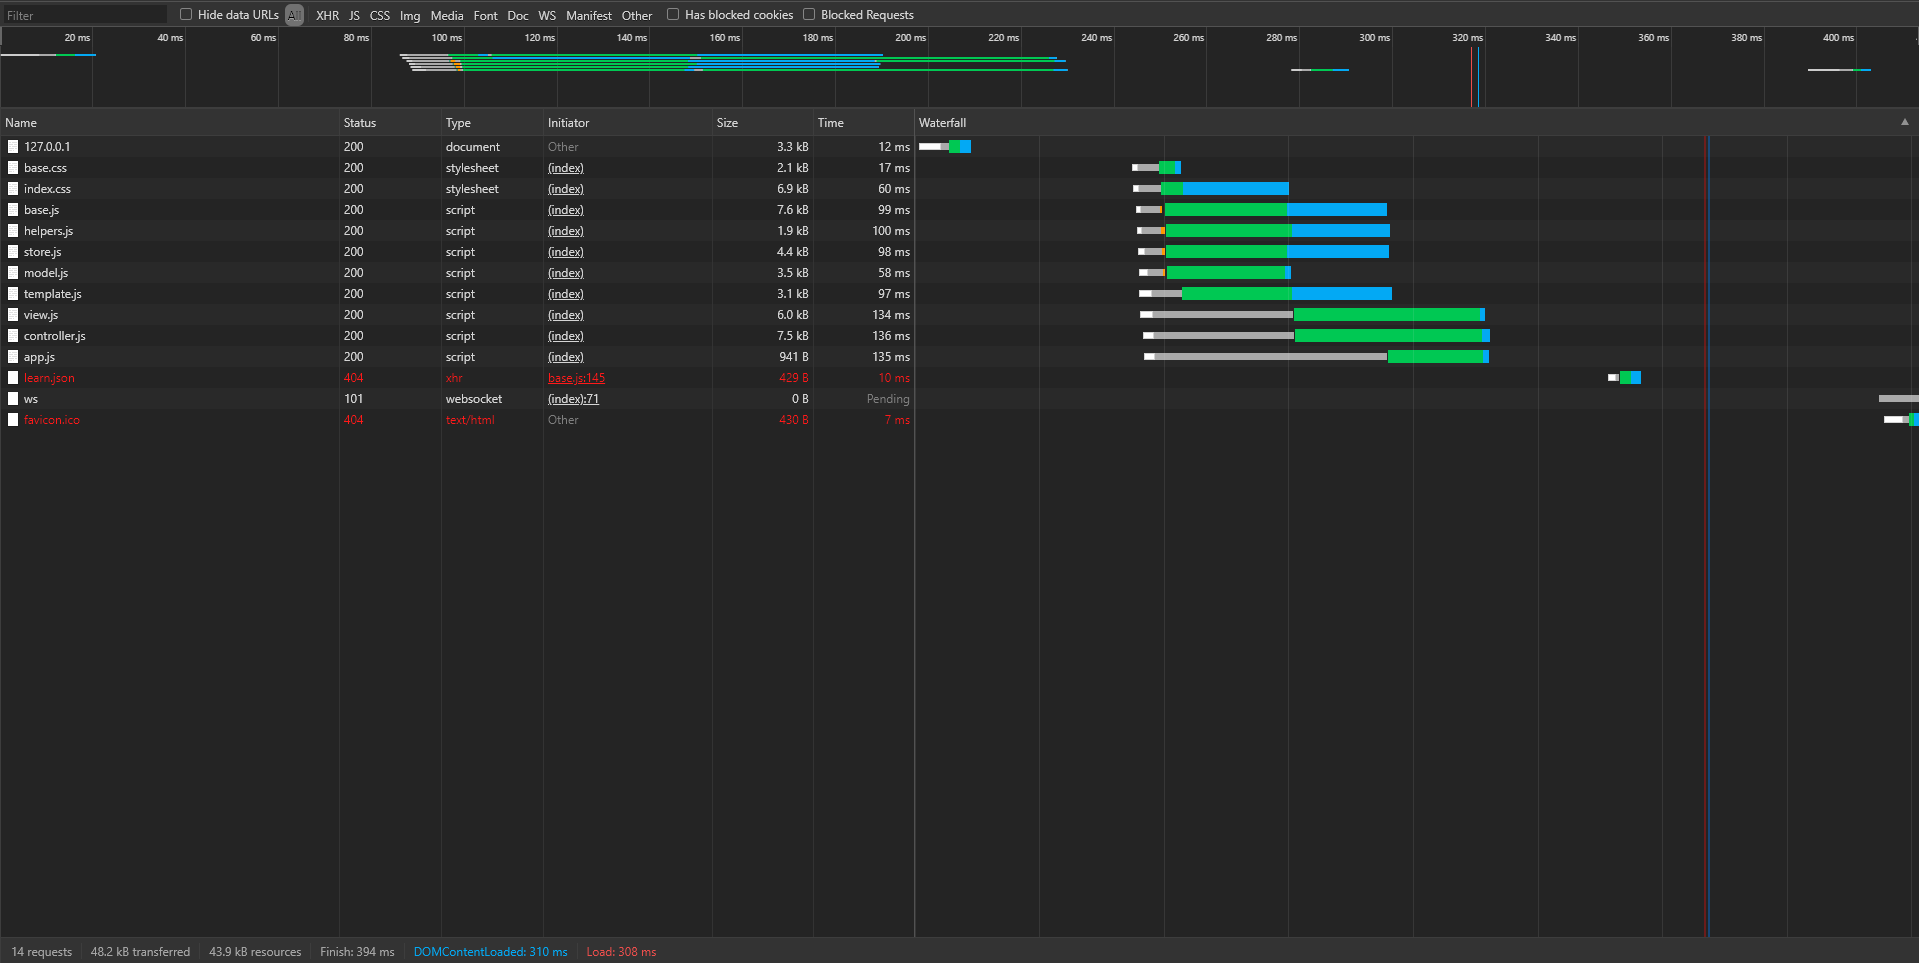 Filter Hide data URLs All XHR JS CSS Img Media Font Doc WS Manifest Other Has blocked cookies Blocked Requests
20 ms 40 ms 60 ms 80 ms 100 ms 120 ms 140 ms 160 ms 180 ms 200 ms 220 ms 240 ms 260 ms 280 ms 300 ms 320 ms 340 ms 360 ms 380 ms 400 ms
Name Status Type Initiator Size Time Waterfall
127.0.0.1 200 document Other 3.3 kB 12 ms
base.css 200 stylesheet (index) 2.1 kB 17 ms
index.css 200 stylesheet (index) 6.9 kB 60 ms
base.js 200 script (index) 7.6 kB 99 ms
helpers.js 200 script (index) 1.9 kB 100 ms
store.js 200 script (index) 4.4 kB 98 ms
model.js 200 script (index) 3.5 kB 58 ms
template.js 200 script (index) 3.1 kB 97 ms
view.js 200 script (index) 6.0 kB 134 ms
controller.js 200 script (index) 7.5 kB 136 ms
app.js 200 script (index) 941 B 135 ms
learn.json 404 xhr base.js:145 429 B 10 ms
ws 101 websocket (index):71 0 B Pending
favicon.ico 404 text/html Other 430 B 7 ms
14 requests 48.2 kB transferred 43.9 kB resources Finish: 394 ms DOMContentLoaded: 310 ms Load: 308 ms